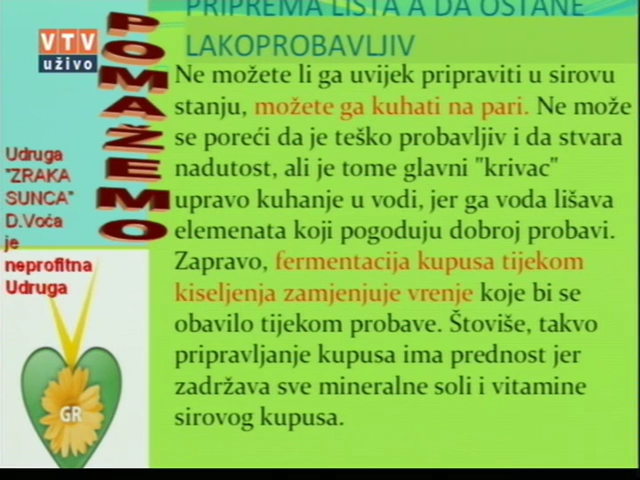 PRIPREMA LISTA A DA OSTANE
LAKOPROBAVLJIV
VTV
uživo
POMAŽEMO
Ne možete li ga uvijek pripraviti u sirovu
stanju, možete ga kuhati na pari. Ne može
se poreći da je teško probavljiv i da stvara
nadutost, ali je tome glavni "krivac"
upravo kuhanje u vodi, jer ga voda lišava
elemenata koji pogoduju dobroj probavi.
Zapravo, fermentacija kupusa tijekom
kiseljenja zamjenjuje vrenje koje bi se
obavilo tijekom probave. Štoviše, takvo
pripravljanje kupusa ima prednost jer
zadržava sve mineralne soli i vitamine
sirovog kupusa.
Udruga
"ZRAKA
SUNCA"
D.Voća
je
neprofitna
Udruga
GR